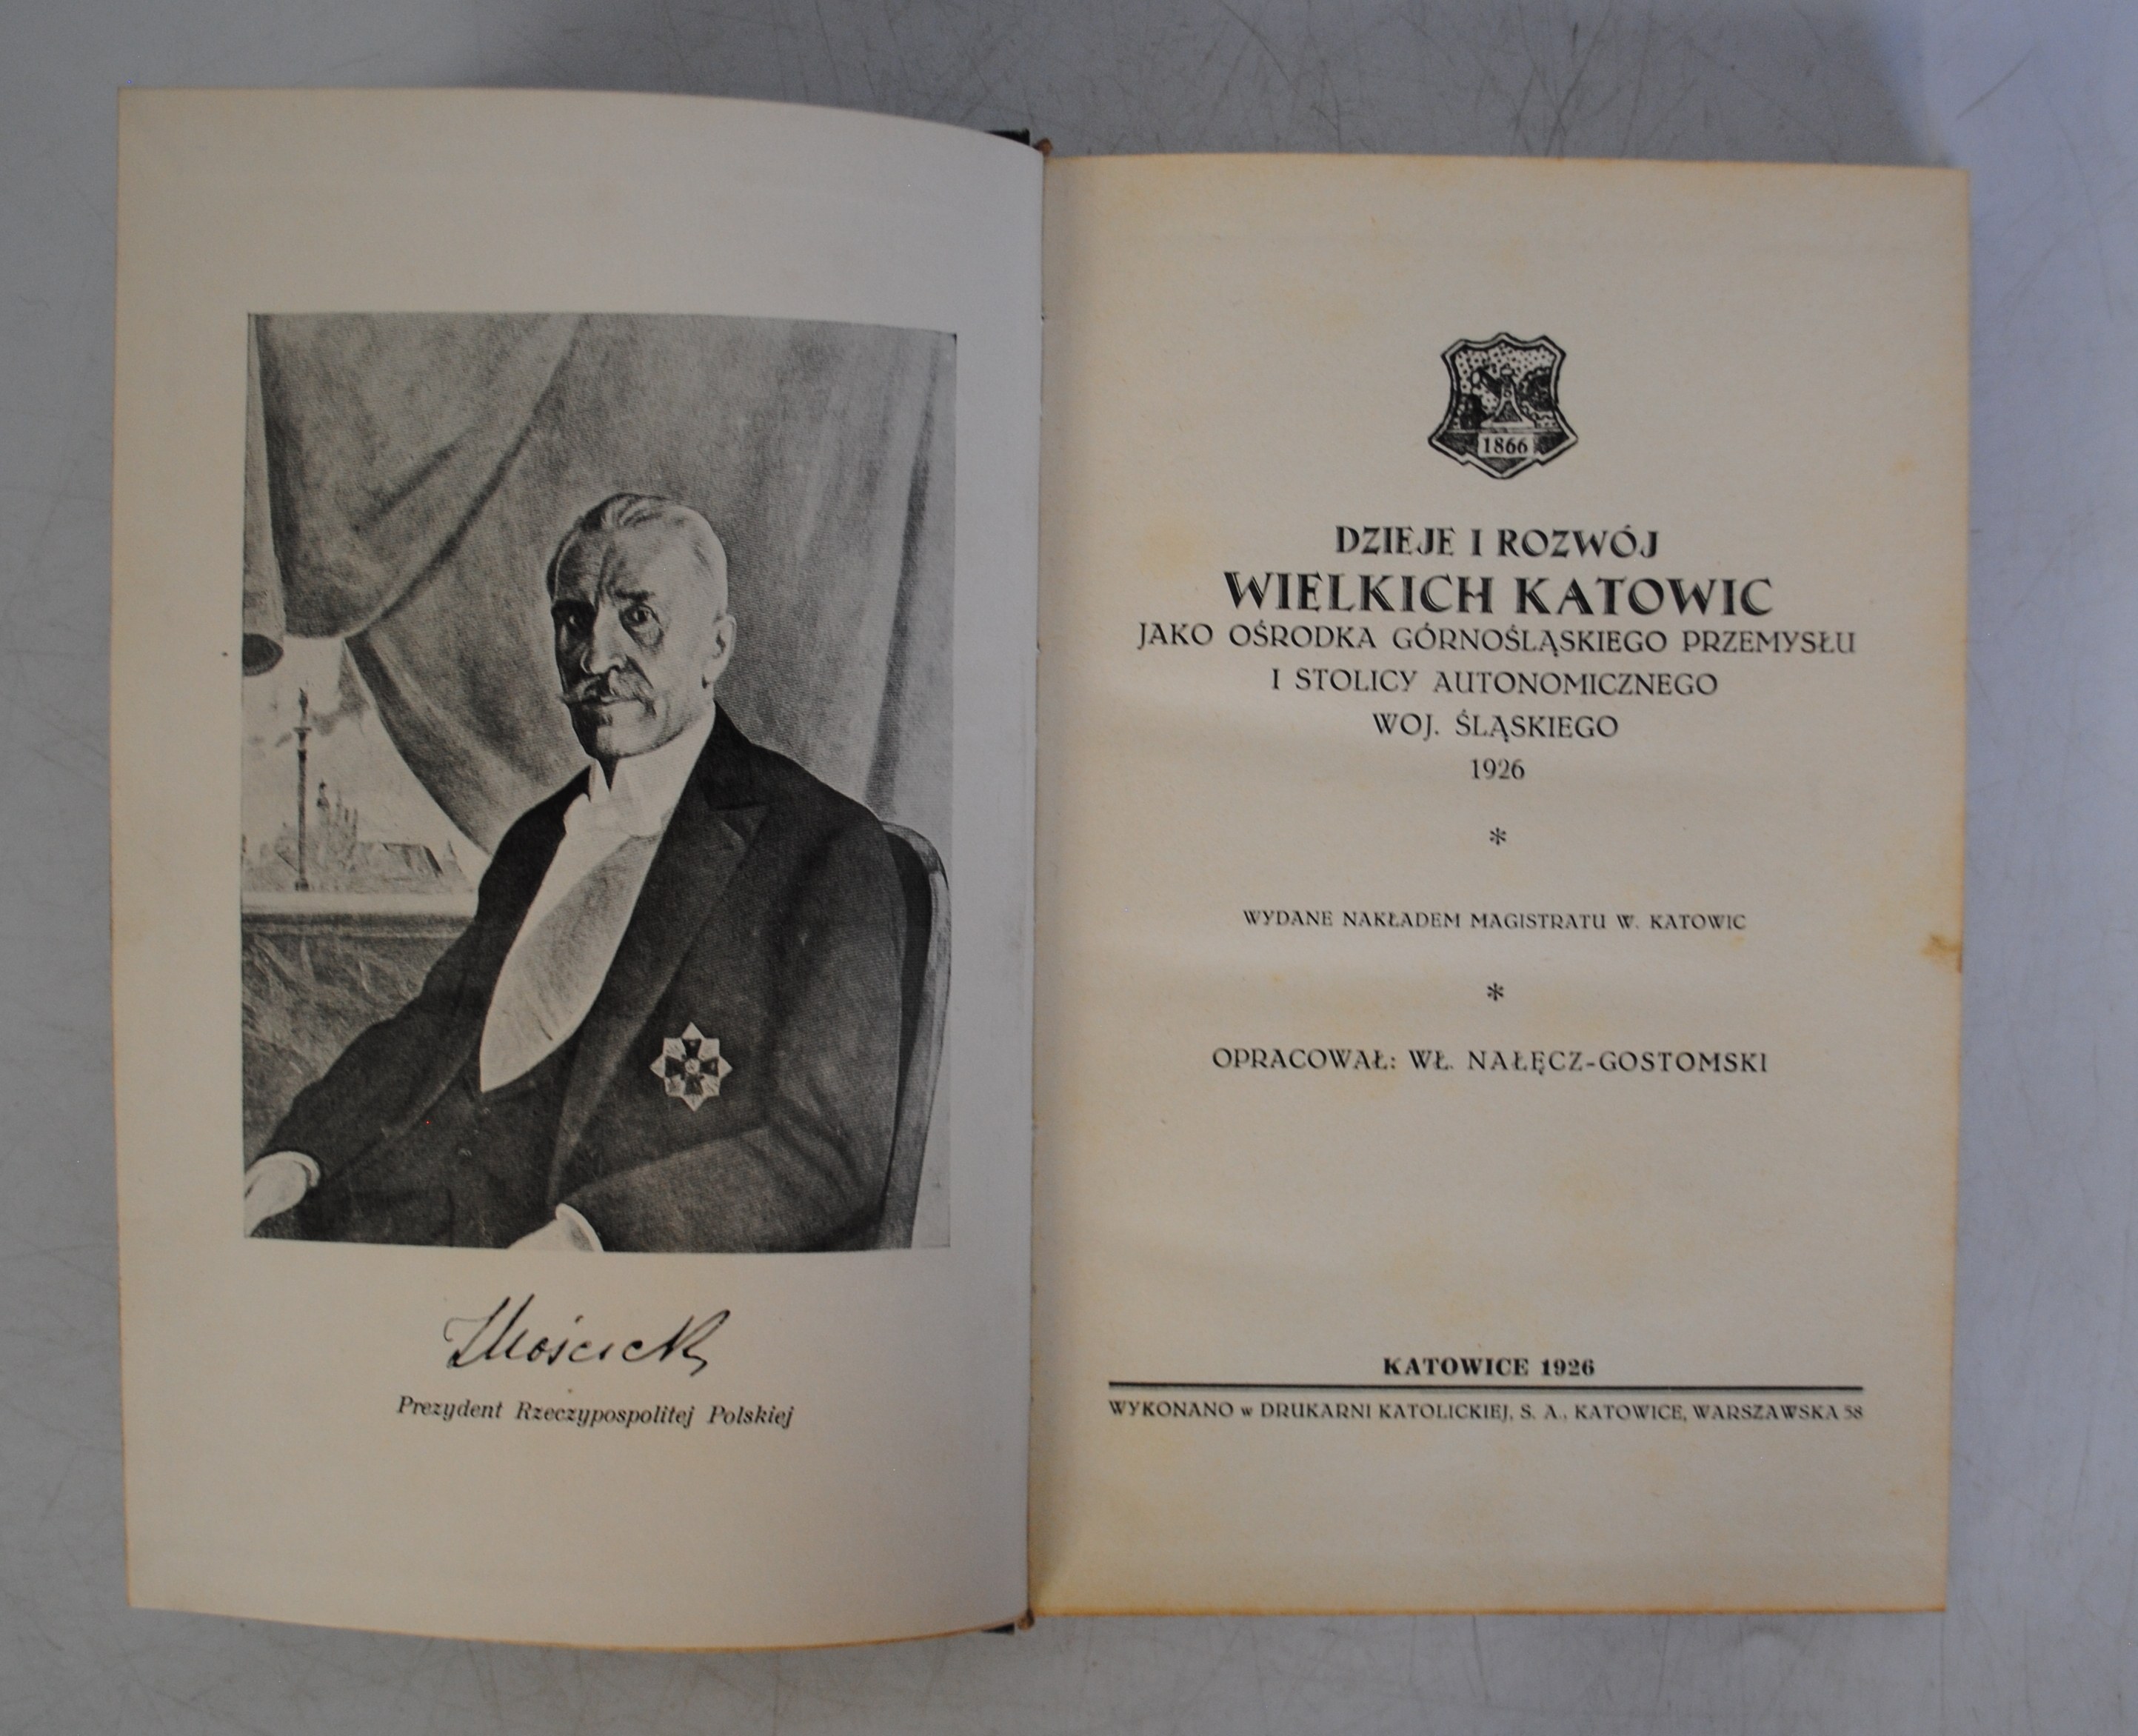 IMościcki
Prezydent Rzeczypospolitej Polskiej
1866
DZIEJE I ROZWÓJ
WIELKICH KATOWIC
JAKO OŚRODKA GÓRNOŚLĄSKIEGO PRZEMYSŁU
I STOLICY AUTONOMICZNEGO
WOJ. ŚLĄSKIEGO
1926
*
WYDANE NAKŁADEM MAGISTRATU W. KATOWIC
*
OPRACOWAŁ: WŁ. NAŁĘCZ-GOSTOMSKI
KATOWICE 1926
WYKONANO w DRUKARNI KATOLICKIEJ, S. A., KATOWICE, WARSZAWSKA 58